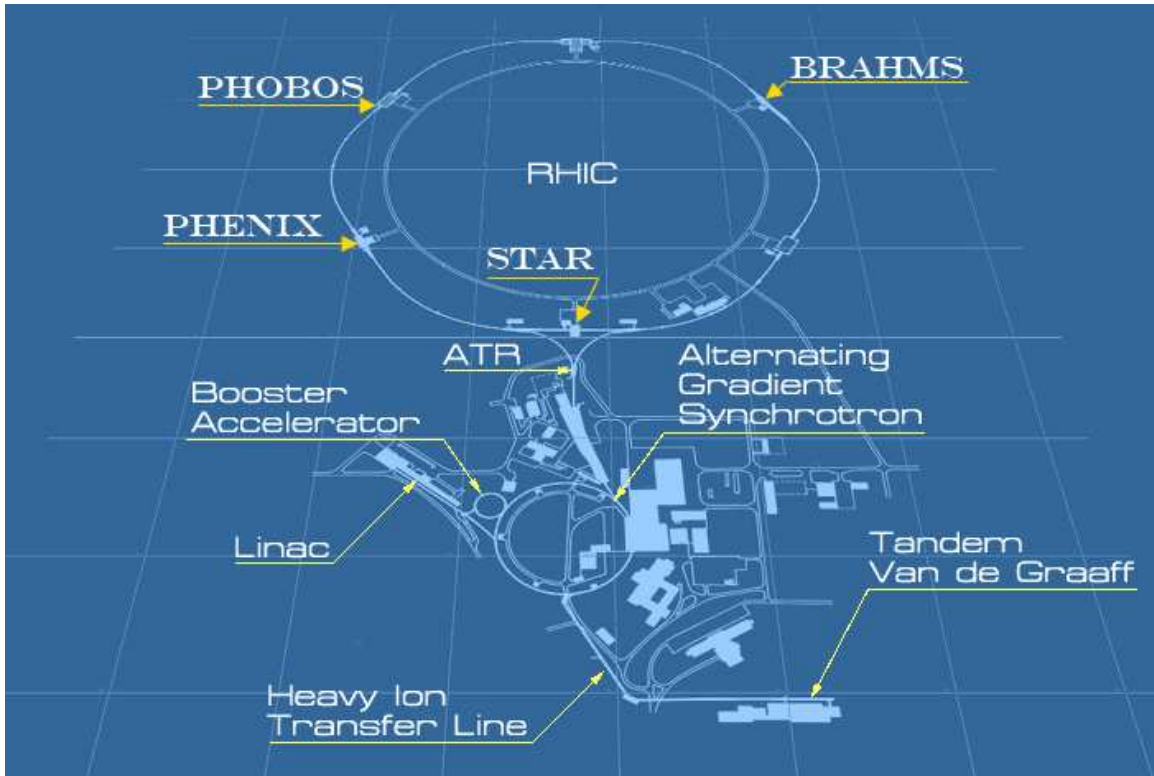 BRAHMS
PHOBOS
RHIC
PHENIX
STAR
ATR
Alternating
Gradient
Synchrotron
Booster
Accelerator
Linac
Tandem
Van de Graaff
Heavy Ion
Transfer Line